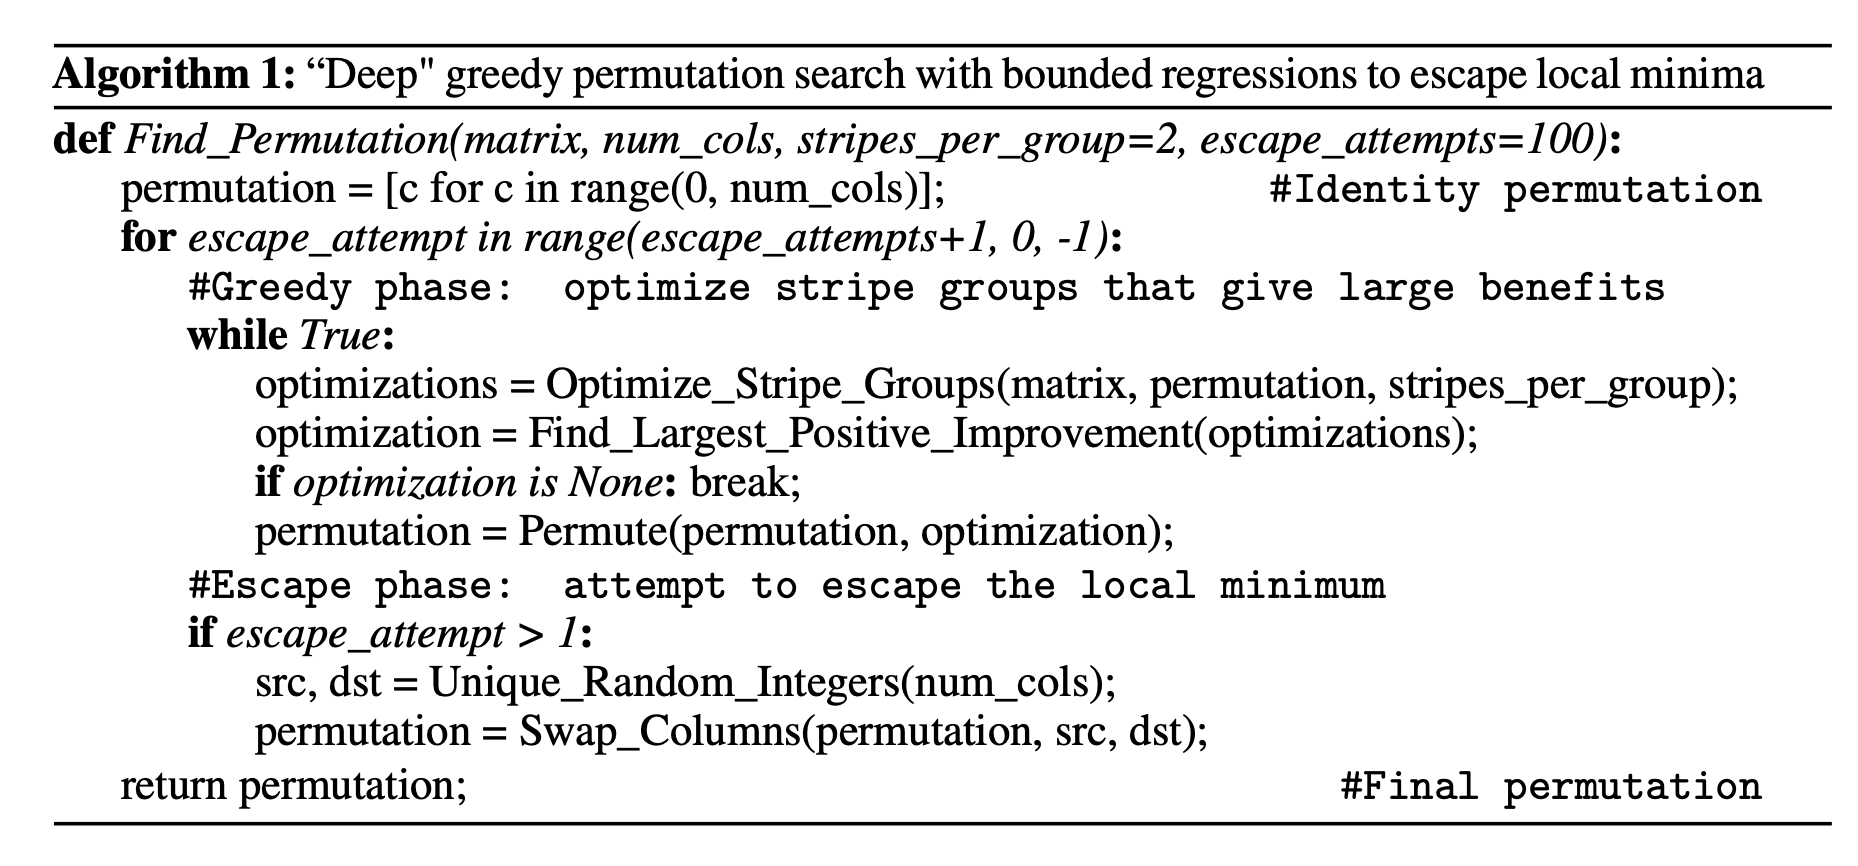 Algorithm 1: “Deep" greedy permutation search with bounded regressions to escape local minima
def Find_Permutation(matrix, num_cols, stripes_per_group=2, escape_attempts=100):
permutation = [c for c in range(0, num_cols)]; #Identity permutation
for escape_attempt in range(escape_attempts+1, 0, -1):
#Greedy phase: optimize stripe groups that give large benefits
while True:
optimizations = Optimize_Stripe_Groups(matrix, permutation, stripes_per_group);
optimization = Find_Largest_Positive_Improvement(optimizations);
if optimization is None: break;
permutation = Permute(permutation, optimization);
#Escape phase: attempt to escape the local minimum
if escape_attempt > 1:
src, dst = Unique_Random_Integers(num_cols);
permutation = Swap_Columns(permutation, src, dst);
return permutation; #Final permutation